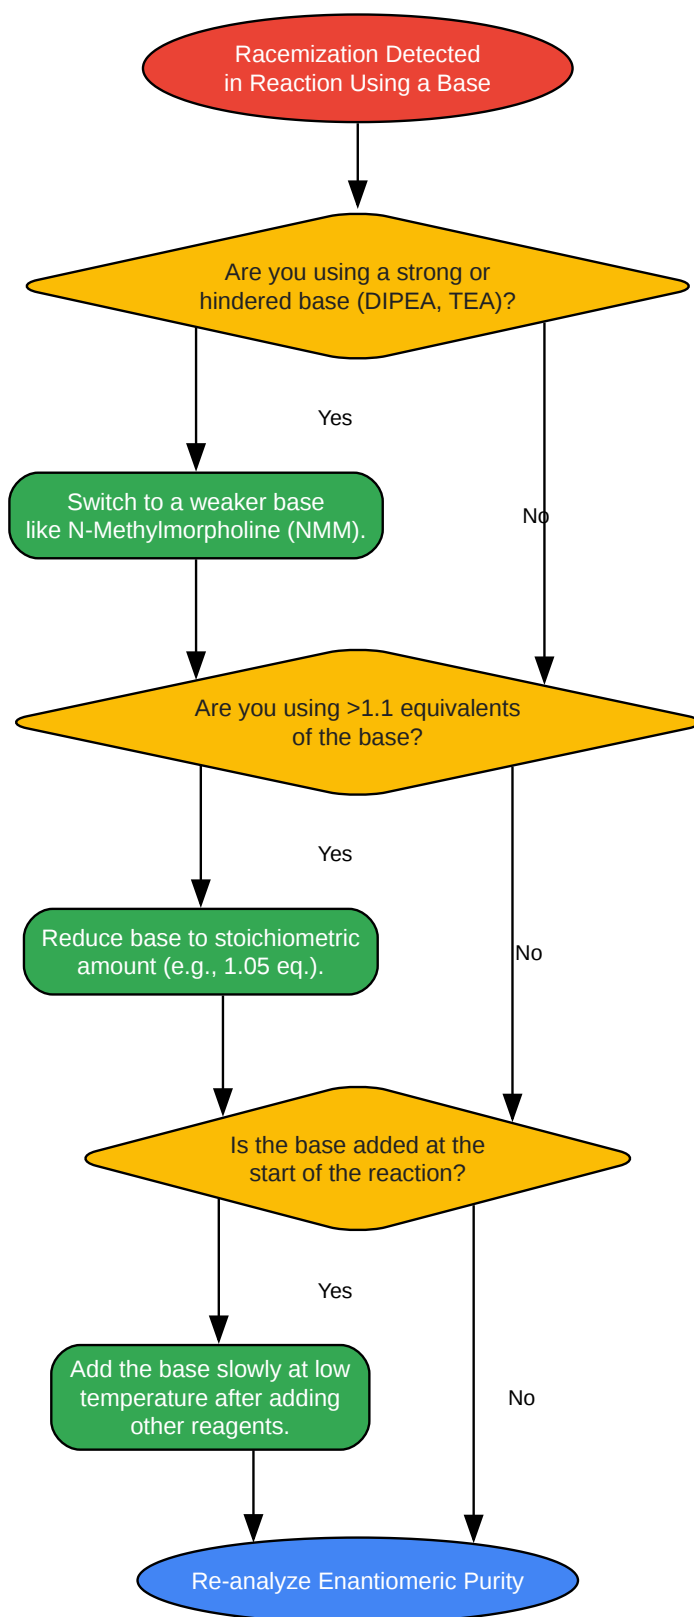 Racemization Detected
in Reaction Using a Base
Are you using a strong or
hindered base (DIPEA, TEA)?
Yes
Switch to a weaker base
like N-Methylmorpholine (NMM).
No
Are you using >1.1 equivalents
of the base?
Yes
Reduce base to stoichiometric
amount (e.g., 1.05 eq.).
No
Is the base added at the
start of the reaction?
Yes
Add the base slowly at low
temperature after adding
other reagents.
No
Re-analyze Enantiomeric Purity